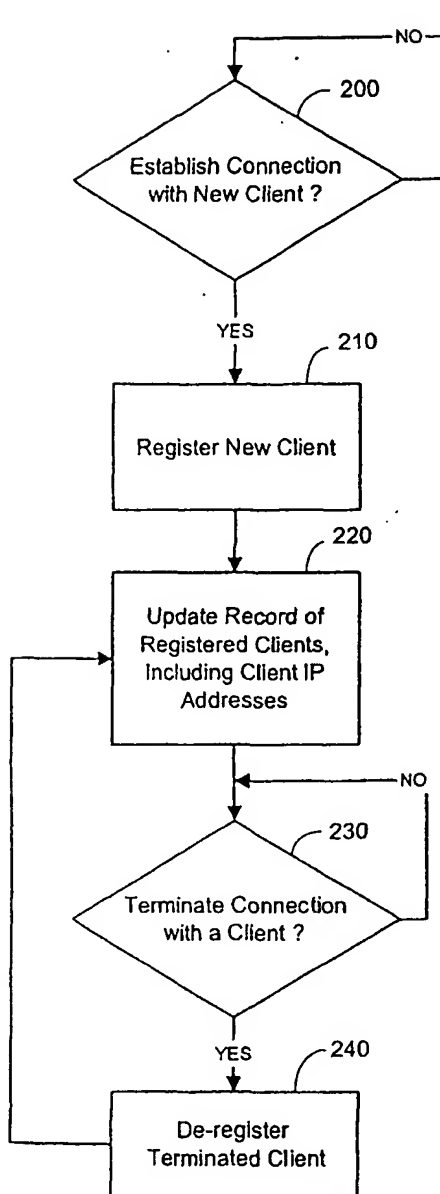 NO
200
Establish Connection
with New Client ?
YES
210
Register New Client
220
Update Record of
Registered Clients,
Including Client IP
Addresses
NO
230
Terminate Connection
with a Client ?
YES
240
De-register
Terminated Client